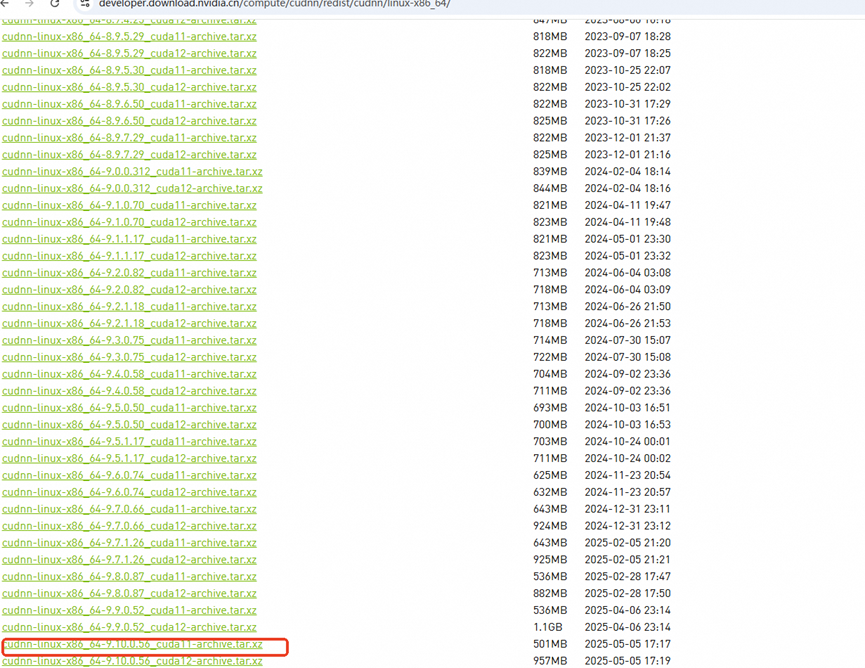 developer.download.nvidia.cn/compute/cudnn/redist/cudnn/linux-x86_64/
cudnn-linux-x86_64-8.9.4.25_cuda12-archive.tar.xz 847MB
cudnn-linux-x86_64-8.9.5.29_cuda11-archive.tar.xz 818MB 2023-09-07 18:28
cudnn-linux-x86_64-8.9.5.29_cuda12-archive.tar.xz 822MB 2023-09-07 18:25
cudnn-linux-x86_64-8.9.5.30_cuda11-archive.tar.xz 818MB 2023-10-25 22:07
cudnn-linux-x86_64-8.9.5.30_cuda12-archive.tar.xz 822MB 2023-10-25 22:02
cudnn-linux-x86_64-8.9.6.50_cuda11-archive.tar.xz 822MB 2023-10-31 17:29
cudnn-linux-x86_64-8.9.6.50_cuda12-archive.tar.xz 825MB 2023-10-31 17:26
cudnn-linux-x86_64-8.9.7.29_cuda11-archive.tar.xz 822MB 2023-12-01 21:37
cudnn-linux-x86_64-8.9.7.29_cuda12-archive.tar.xz 825MB 2023-12-01 21:16
cudnn-linux-x86_64-9.0.0.312_cuda11-archive.tar.xz 839MB 2024-02-04 18:14
cudnn-linux-x86_64-9.0.0.312_cuda12-archive.tar.xz 844MB 2024-02-04 18:16
cudnn-linux-x86_64-9.1.0.70_cuda11-archive.tar.xz 821MB 2024-04-11 19:47
cudnn-linux-x86_64-9.1.0.70_cuda12-archive.tar.xz 823MB 2024-04-11 19:48
cudnn-linux-x86_64-9.1.1.17_cuda11-archive.tar.xz 821MB 2024-05-01 23:30
cudnn-linux-x86_64-9.1.1.17_cuda12-archive.tar.xz 823MB 2024-05-01 23:32
cudnn-linux-x86_64-9.2.0.82_cuda11-archive.tar.xz 713MB 2024-06-04 03:08
cudnn-linux-x86_64-9.2.0.82_cuda12-archive.tar.xz 718MB 2024-06-04 03:09
cudnn-linux-x86_64-9.2.1.18_cuda11-archive.tar.xz 713MB 2024-06-26 21:50
cudnn-linux-x86_64-9.2.1.18_cuda12-archive.tar.xz 718MB 2024-06-26 21:53
cudnn-linux-x86_64-9.3.0.75_cuda11-archive.tar.xz 714MB 2024-07-30 15:07
cudnn-linux-x86_64-9.3.0.75_cuda12-archive.tar.xz 722MB 2024-07-30 15:08
cudnn-linux-x86_64-9.4.0.58_cuda11-archive.tar.xz 704MB 2024-09-02 23:36
cudnn-linux-x86_64-9.4.0.58_cuda12-archive.tar.xz 711MB 2024-09-02 23:36
cudnn-linux-x86_64-9.5.0.50_cuda11-archive.tar.xz 693MB 2024-10-03 16:51
cudnn-linux-x86_64-9.5.0.50_cuda12-archive.tar.xz 700MB 2024-10-03 16:53
cudnn-linux-x86_64-9.5.1.17_cuda11-archive.tar.xz 703MB 2024-10-24 00:01
cudnn-linux-x86_64-9.5.1.17_cuda12-archive.tar.xz 711MB 2024-10-24 00:02
cudnn-linux-x86_64-9.6.0.74_cuda11-archive.tar.xz 625MB 2024-11-23 20:54
cudnn-linux-x86_64-9.6.0.74_cuda12-archive.tar.xz 632MB 2024-11-23 20:57
cudnn-linux-x86_64-9.7.0.66_cuda11-archive.tar.xz 643MB 2024-12-31 23:11
cudnn-linux-x86_64-9.7.0.66_cuda12-archive.tar.xz 924MB 2024-12-31 23:12
cudnn-linux-x86_64-9.7.1.26_cuda11-archive.tar.xz 643MB 2025-02-05 21:20
cudnn-linux-x86_64-9.7.1.26_cuda12-archive.tar.xz 925MB 2025-02-05 21:21
cudnn-linux-x86_64-9.8.0.87_cuda11-archive.tar.xz 536MB 2025-02-28 17:47
cudnn-linux-x86_64-9.8.0.87_cuda12-archive.tar.xz 882MB 2025-02-28 17:50
cudnn-linux-x86_64-9.9.0.52_cuda11-archive.tar.xz 536MB 2025-04-06 23:14
cudnn-linux-x86_64-9.9.0.52_cuda12-archive.tar.xz 1.1GB 2025-04-06 23:14
cudnn-linux-x86_64-9.10.0.56_cuda11-archive.tar.xz 501MB 2025-05-05 17:17
cudnn-linux-x86_64-9.10.0.56_cuda12-archive.tar.xz 957MB 2025-05-05 17:19